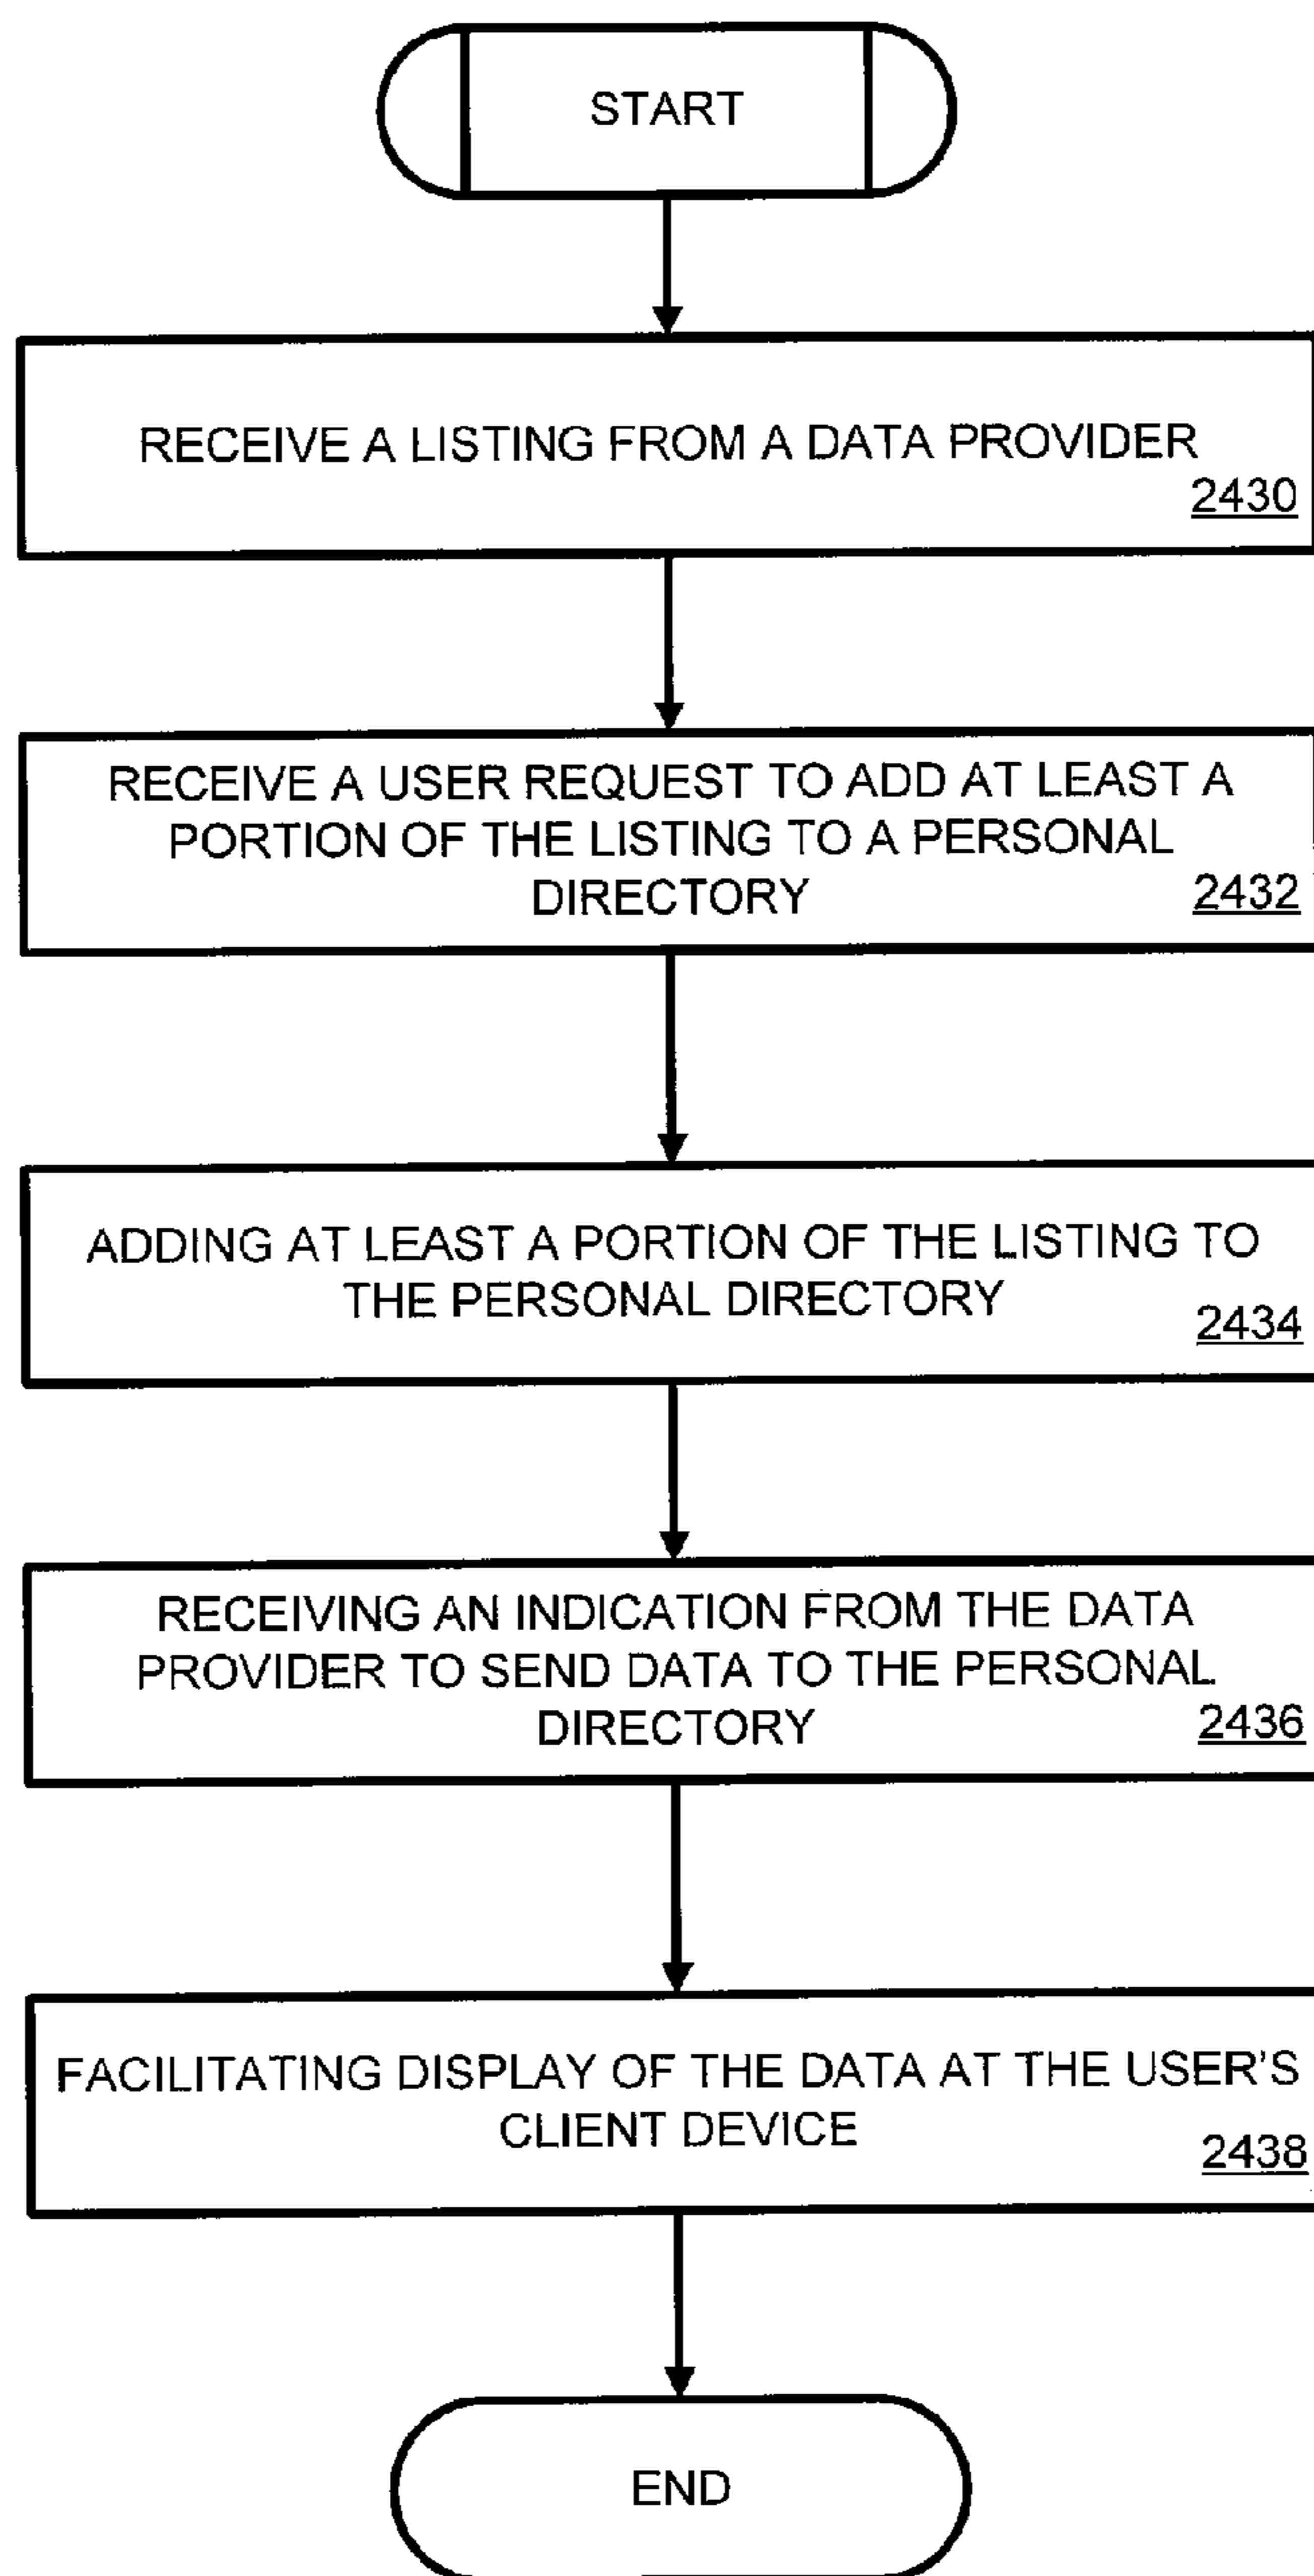 START
RECEIVE A LISTING FROM A DATA PROVIDER
2430
RECEIVE A USER REQUEST TO ADD AT LEAST A
PORTION OF THE LISTING TO A PERSONAL
DIRECTORY
2432
ADDING AT LEAST A PORTION OF THE LISTING TO
THE PERSONAL DIRECTORY
2434
RECEIVING AN INDICATION FROM THE DATA
PROVIDER TO SEND DATA TO THE PERSONAL
DIRECTORY
2436
FACILITATING DISPLAY OF THE DATA AT THE USER'S
CLIENT DEVICE
2438
END